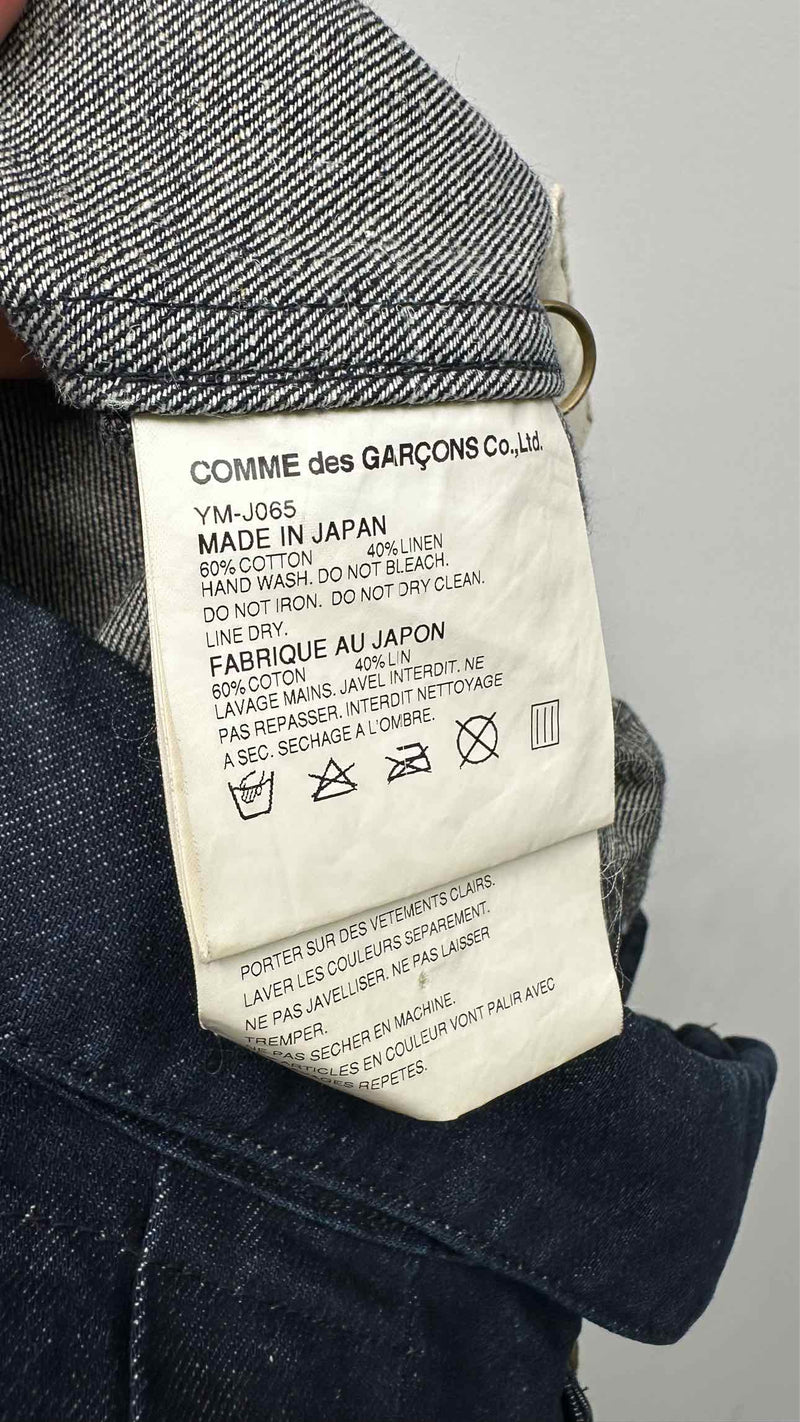 COMME des GARÇONS Co.,Ltd.
YM-J065
MADE IN JAPAN
60% COTTON 40% LINEN
HAND WASH. DO NOT BLEACH.
DO NOT IRON. DO NOT DRY CLEAN.
LINE DRY.
FABRIQUE AU JAPON
60% COTON 40% LIN
LAVAGE MAINS. JAVEL INTERDIT. NE
PAS REPASSER. INTERDIT NETTOYAGE
A SEC. SECHAGE A L'OMBRE.
PORTER SUR DES VETEMENTS CLAIRS.
LAVER LES COULEURS SEPAREMENT.
NE PAS JAVELLISER. NE PAS LAISSER
TREMPER.
NE PAS SECHER EN MACHINE.
ARTICLES EN COULEUR VONT PALIR AVEC
REPETES.